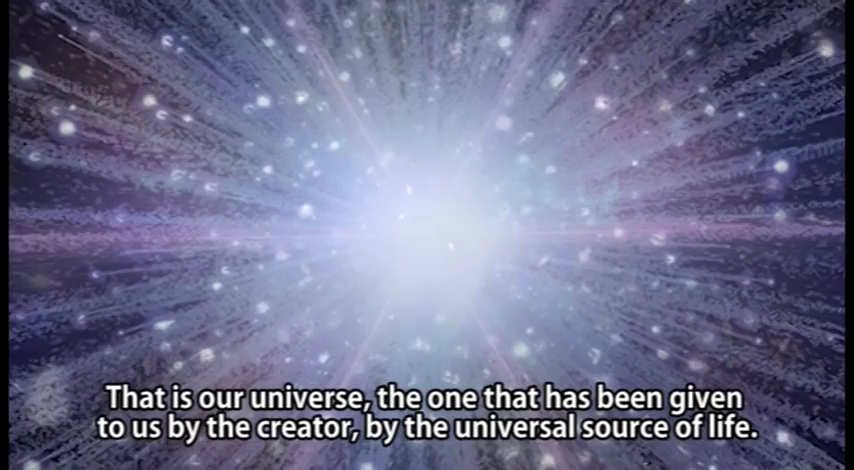 That is our universe, the one that has been given
to us by the creator, by the universal source of life.